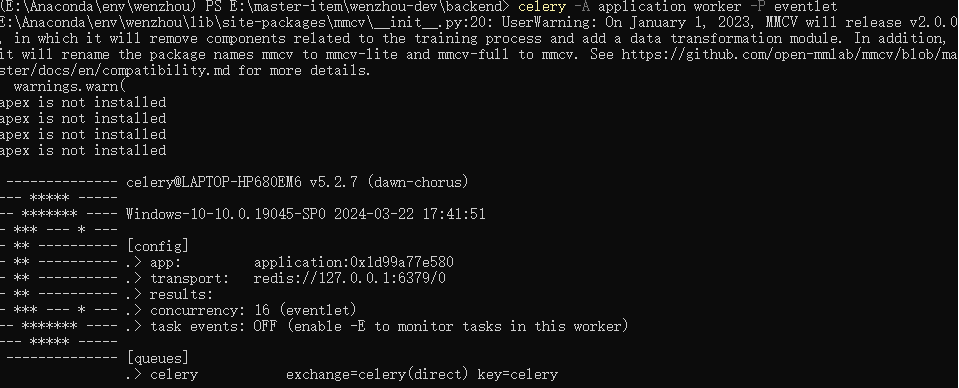 (E:\Anaconda\env\wenzhou) PS E:\master-item\wenzhou-dev\backend> celery -A application worker -P eventlet
E:\Anaconda\env\wenzhou\lib\site-packages\mmcv\__init__.py:20: UserWarning: On January 1, 2023, MMCV will release v2.0.0
, in which it will remove components related to the training process and add a data transformation module. In addition,
it will rename the package names mmcv to mmcv-lite and mmcv-full to mmcv. See https://github.com/open-mmlab/mmcv/blob/ma
ster/docs/en/compatibility.md for more details.
  warnings.warn(
apex is not installed
apex is not installed
apex is not installed
apex is not installed
 -------------- celery@LAPTOP-HP680EM6 v5.2.7 (dawn-chorus)
--- ***** -----
-- ******* ---- Windows-10-10.0.19045-SP0 2024-03-22 17:41:51
- *** --- * ---
- ** ---------- [config]
- ** ---------- .> app:         application:0x1d99a77e580
- ** ---------- .> transport:   redis://127.0.0.1:6379/0
- ** ---------- .> results:
- *** --- * --- .> concurrency: 16 (eventlet)
-- ******* ---- .> task events: OFF (enable -E to monitor tasks in this worker)
--- ***** -----
 -------------- [queues]
                .> celery           exchange=celery(direct) key=celery